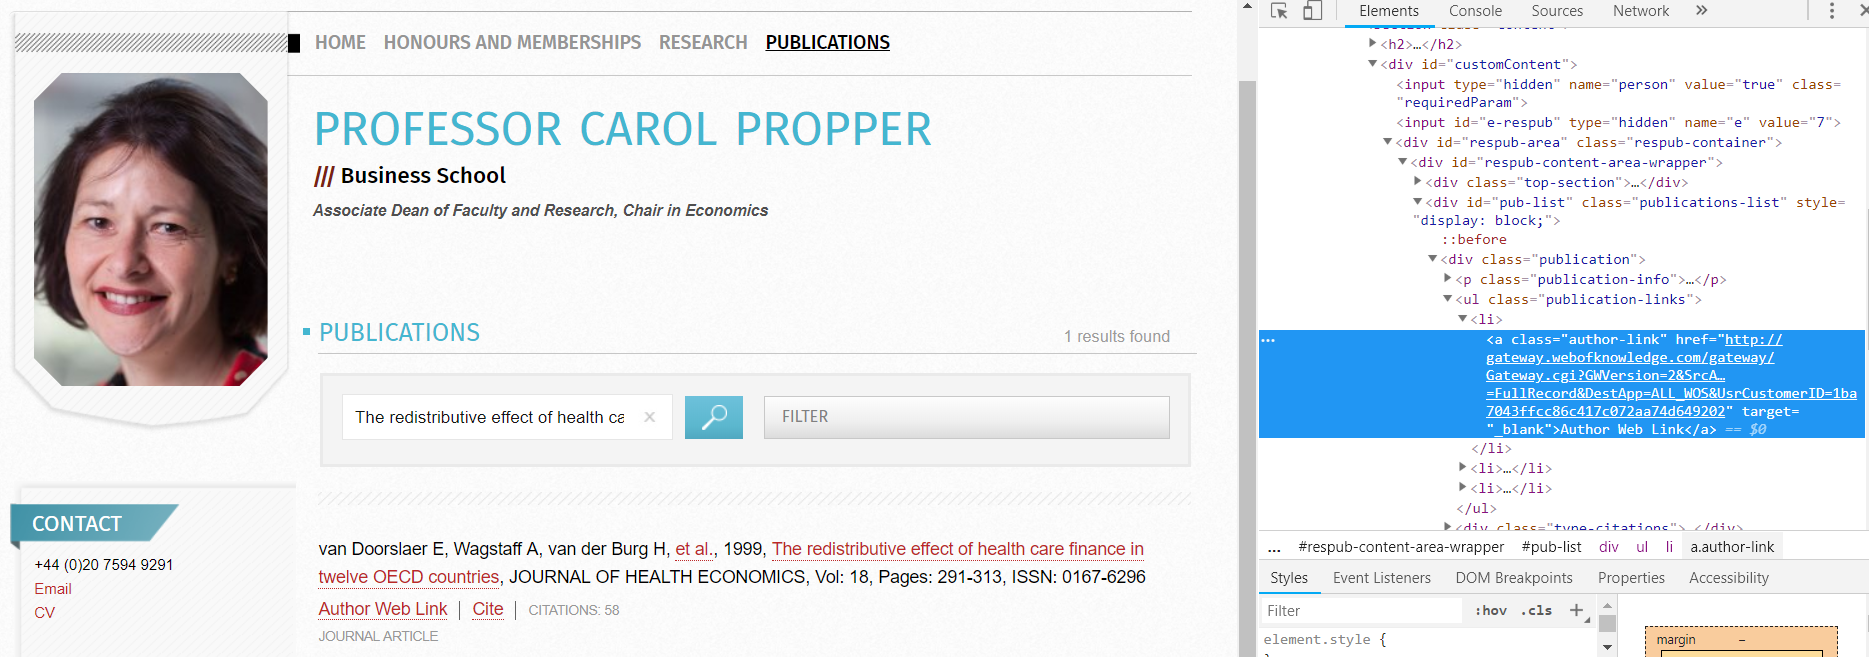 HOME HONOURS AND MEMBERSHIPS RESEARCH PUBLICATIONS
PROFESSOR CAROL PROPPER
/// Business School
Associate Dean of Faculty and Research, Chair in Economics
PUBLICATIONS
1 results found
The redistributive effect of health ca ×
FILTER
CONTACT
+44 (0)20 7594 9291
Email
CV
van Doorslaer E, Wagstaff A, van der Burg H, et al., 1999, The redistributive effect of health care finance in
twelve OECD countries, JOURNAL OF HEALTH ECONOMICS, Vol: 18, Pages: 291-313, ISSN: 0167-6296
Author Web Link | Cite | CITATIONS: 58
JOURNAL ARTICLE
Elements Console Sources Network »
<h2>…</h2>
<div id="customContent">
<input type="hidden" name="person" value="true" class=
"requiredParam">
<input id="e-respub" type="hidden" name="e" value="7">
<div id="respub-area" class="respub-container">
<div id="respub-content-area-wrapper">
<div class="top-section">…</div>
<div id="pub-list" class="publications-list" style=
"display: block;">
::before
<div class="publication">
<p class="publication-info">…</p>
<ul class="publication-links">
<li>
<a class="author-link" href="http://
gateway.webofknowledge.com/gateway/
Gateway.cgi?GWVersion=2&SrcA…
=FullRecord&DestApp=ALL_WOS&UsrCustomerID=1ba
7043ffcc86c417c072aa74d649202" target=
"_blank">Author Web Link</a> == $0
</li>
<li>…</li>
<li>…</li>
</ul>
<div class="type-citations">…</div>
... #respub-content-area-wrapper #pub-list div ul li a.author-link
Styles Event Listeners DOM Breakpoints Properties Accessibility
Filter :hov .cls +
element.style {
margin –